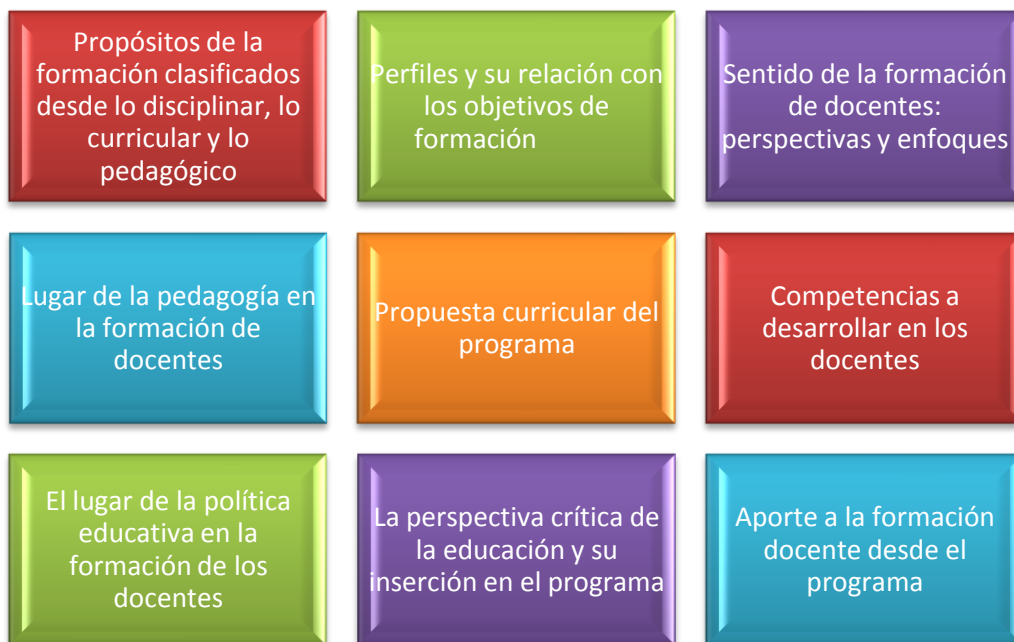 Propósitos de la
formación clasificados
desde lo disciplinar, lo
curricular y lo
pedagógico
Perfiles y su relación con
los objetivos de
formación
Sentido de la formación
de docentes:
perspectivas y enfoques
Lugar de la pedagogía en
la formación de
docentes
Propuesta curricular del
programa
Competencias a
desarrollar en los
docentes
El lugar de la política
educativa en la
formación de los
docentes
La perspectiva crítica de
la educación y su
inserción en el programa
Aporte a la formación
docente desde el
programa